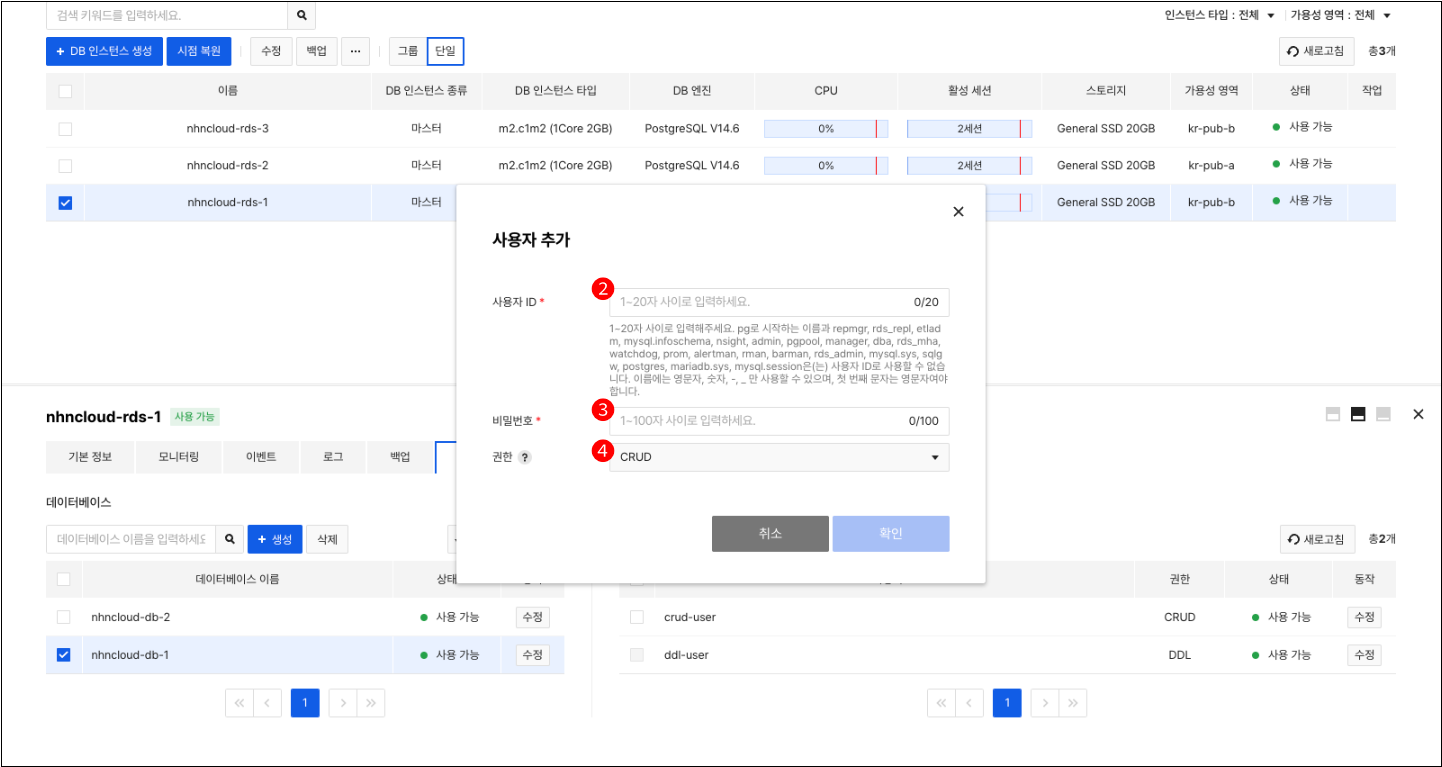 검색 키워드를 입력하세요.
인스턴스 타입 : 전체 가용성 영역 : 전체
+ DB 인스턴스 생성 시점 복원 수정 백업 ... 그룹 단일 새로고침 총3개
이름 DB 인스턴스 종류 DB 인스턴스 타입 DB 엔진 CPU 활성 세션 스토리지 가용성 영역 상태 작업
nhncloud-rds-3 마스터 m2.c1m2 (1Core 2GB) PostgreSQL V14.6 0% 2세션 General SSD 20GB kr-pub-b 사용 가능
nhncloud-rds-2 마스터 m2.c1m2 (1Core 2GB) PostgreSQL V14.6 0% 2세션 General SSD 20GB kr-pub-a 사용 가능
nhncloud-rds-1 마스터 General SSD 20GB kr-pub-b 사용 가능
사용자 추가
사용자 ID * 2 1~20자 사이로 입력하세요. 0/20
1~20자 사이로 입력해주세요. pg로 시작하는 이름과 repmgr, rds_repl, etlad
m, mysql.infoschema, nsight, admin, pgpool, manager, dba, rds_mha,
watchdog, prom, alertman, rman, barman, rds_admin, mysql.sys, sqlg
w, postgres, mariadb.sys, mysql.session은(는) 사용자 ID로 사용할 수 없습
니다. 이름에는 영문자, 숫자, -, _ 만 사용할 수 있으며, 첫 번째 문자는 영문자여야
합니다.
비밀번호 * 3 1~100자 사이로 입력하세요. 0/100
권한 ? 4 CRUD
취소 확인
nhncloud-rds-1 사용 가능
기본 정보 모니터링 이벤트 로그 백업
데이터베이스
데이터베이스 이름을 입력하세요 + 생성 삭제 새로고침 총2개
데이터베이스 이름 상태 권한 상태 동작
nhncloud-db-2 사용 가능 수정 crud-user CRUD 사용 가능 수정
nhncloud-db-1 사용 가능 수정 ddl-user DDL 사용 가능 수정
1 1